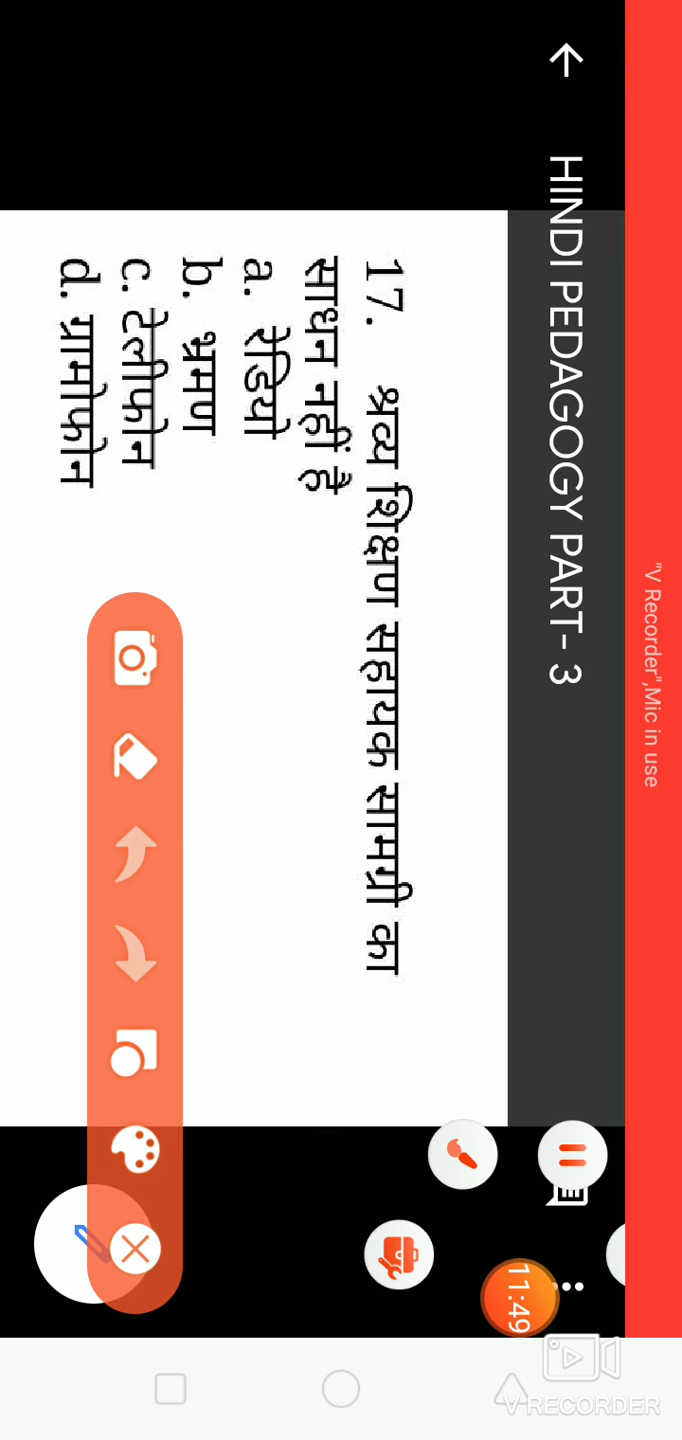 "V Recorder",Mic in use
HINDI PEDAGOGY PART- 3
17. श्रव्य शिक्षण सहायक सामग्री का
साधन नहीं है
a. रेडियो
b. भ्रमण
c. टेलीफोन
d. ग्रामोफोन
11:49
V RECORDER